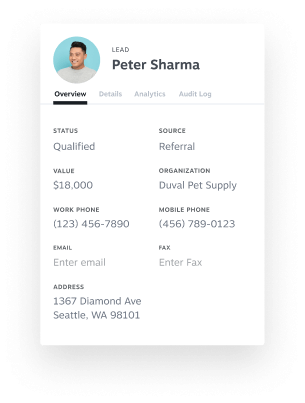 LEAD
Peter Sharma
Overview Details Analytics Audit Log
STATUS SOURCE
Qualified Referral
VALUE ORGANIZATION
$18,000 Duval Pet Supply
WORK PHONE MOBILE PHONE
(123) 456-7890 (456) 789-0123
EMAIL FAX
Enter email Enter Fax
ADDRESS
1367 Diamond Ave
Seattle, WA 98101